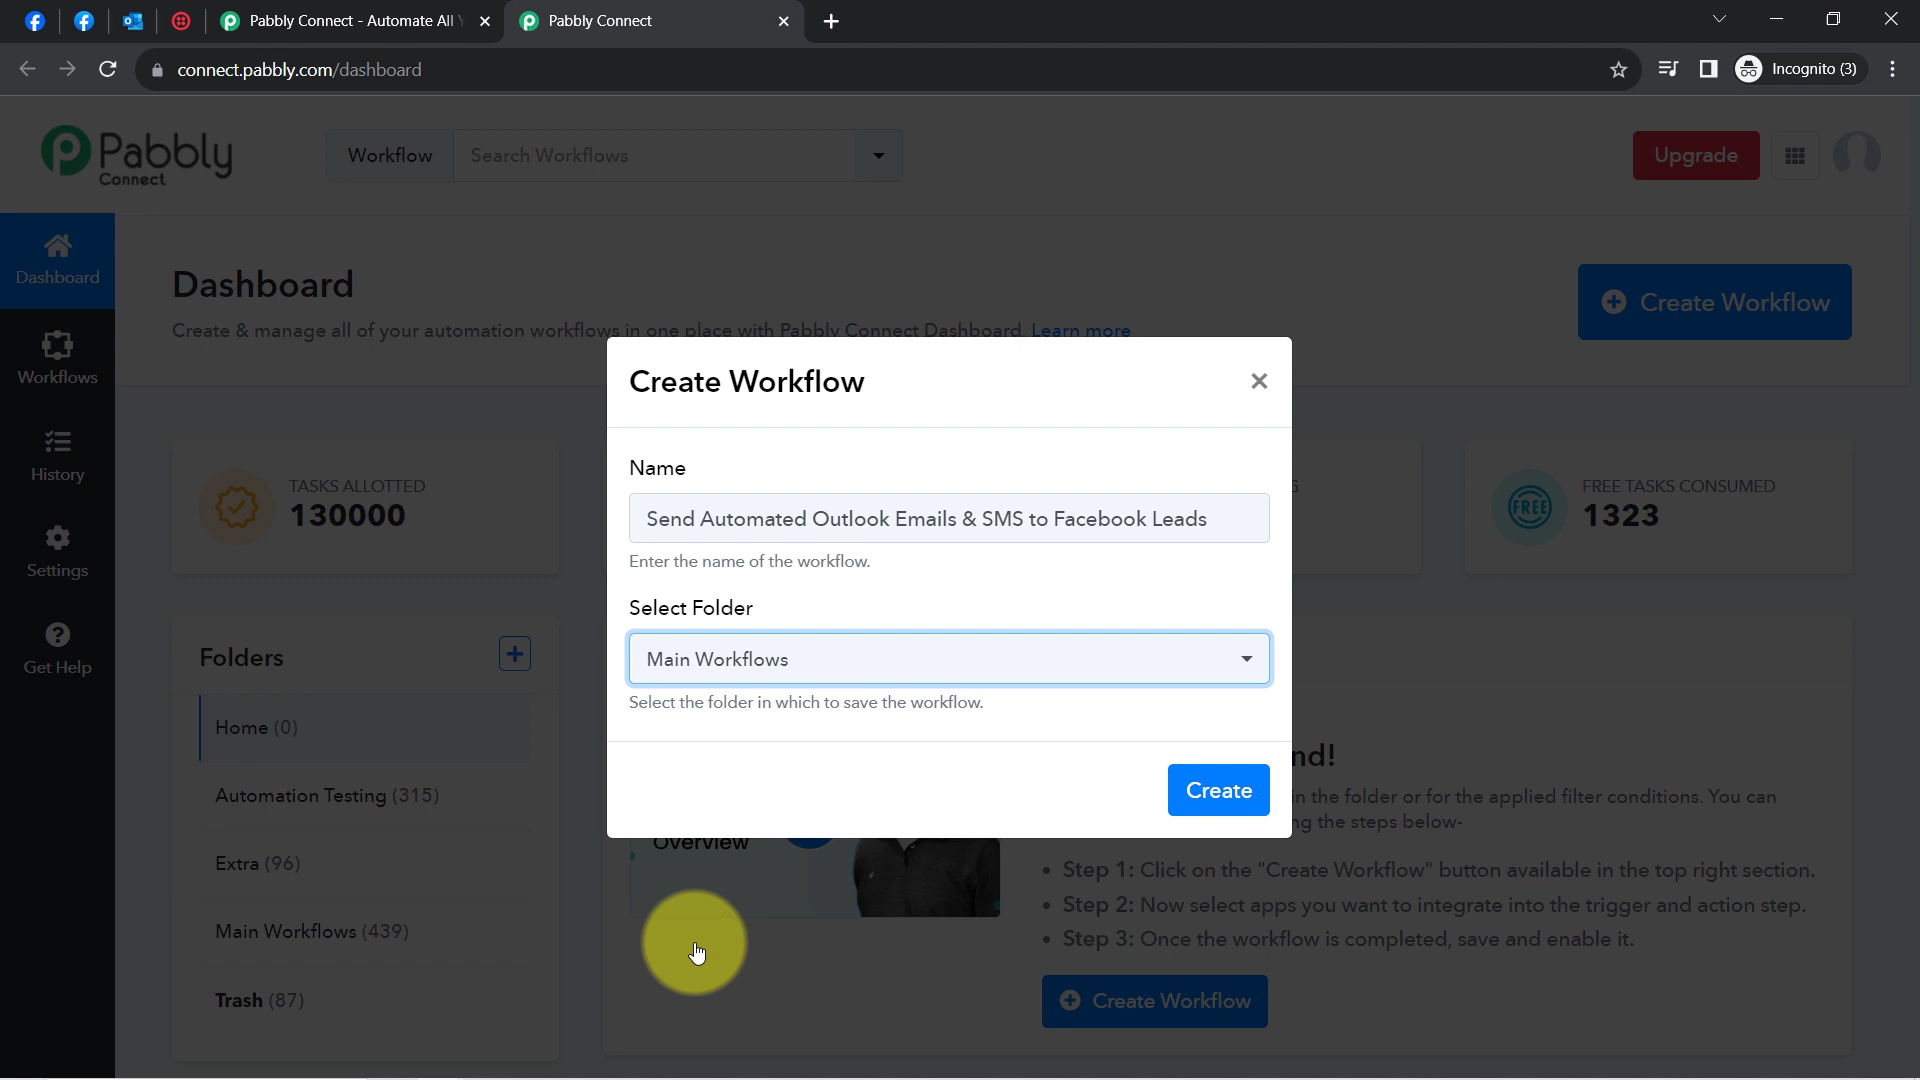 Pabbly Connect - Automate All
Pabbly Connect
connect.pabbly.com/dashboard
Incognito (3)
Pabbly
Connect
Workflow
Search Workflows
Upgrade
Dashboard
Workflows
History
Settings
Get Help
Dashboard
Create & manage all of your automation workflows in one place with Pabbly Connect Dashboard. Learn more
Create Workflow
TASKS ALLOTTED
130000
FREE TASKS CONSUMED
1323
FREE
Folders
Home (0)
Automation Testing (315)
Extra (96)
Main Workflows (439)
Trash (87)
Create Workflow
Name
Send Automated Outlook Emails & SMS to Facebook Leads
Enter the name of the workflow.
Select Folder
Main Workflows
Select the folder in which to save the workflow.
Create
Overview
nd!
in the folder or for the applied filter conditions. You can
ng the steps below-
• Step 1: Click on the "Create Workflow" button available in the top right section.
• Step 2: Now select apps you want to integrate into the trigger and action step.
• Step 3: Once the workflow is completed, save and enable it.
Create Workflow